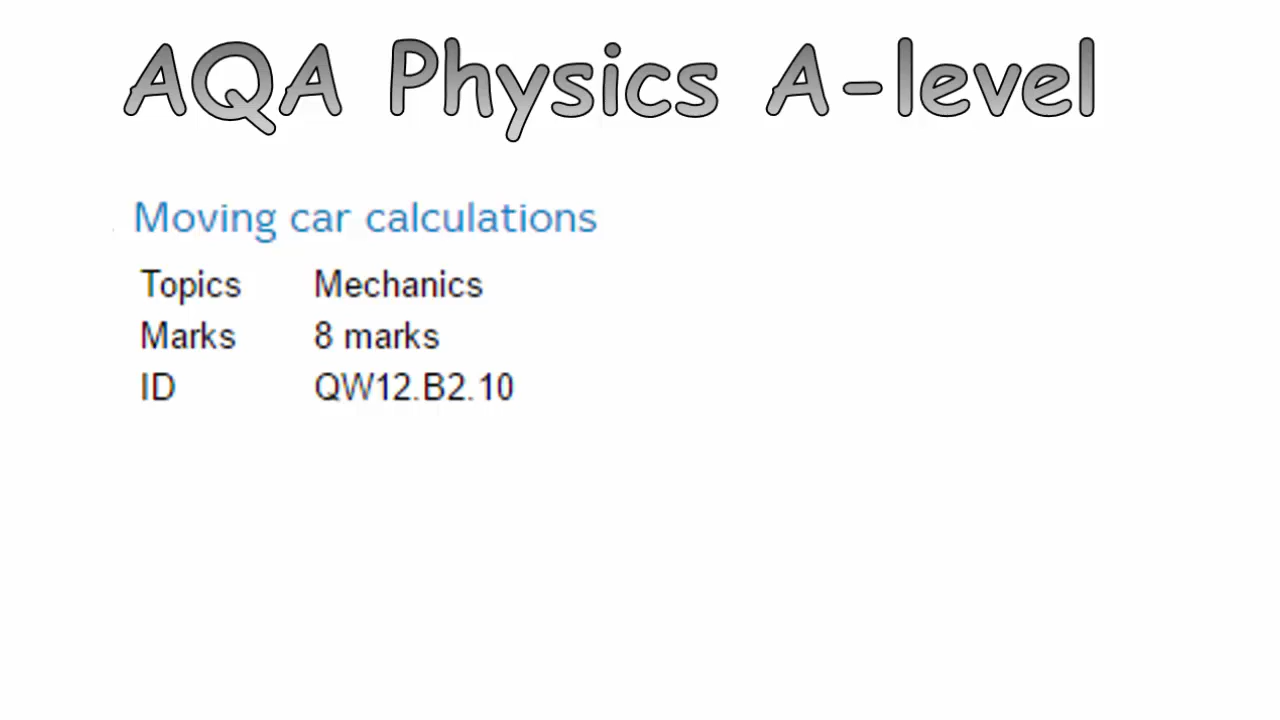 AQA Physics A-level
Moving car calculations
Topics Mechanics
Marks 8 marks
ID QW12.B2.10